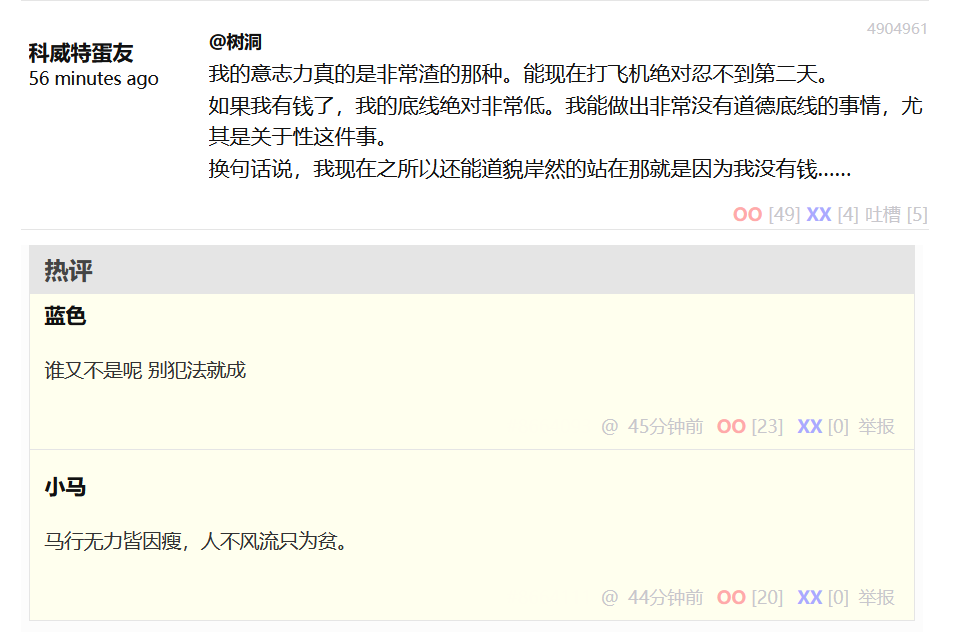 4904961
科威特蛋友
56 minutes ago
@树洞
我的意志力真的是非常渣的那种。能现在打飞机绝对忍不到第二天。
如果我有钱了，我的底线绝对非常低。我能做出非常没有道德底线的事情，尤
其是关于性这件事。
换句话说，我现在之所以还能道貌岸然的站在那就是因为我没有钱……
OO [49] XX [4] 吐槽 [5]
热评
蓝色
谁又不是呢 别犯法就成
@ 45分钟前 OO [23] XX [0] 举报
小马
马行无力皆因瘦，人不风流只为贫。
@ 44分钟前 OO [20] XX [0] 举报